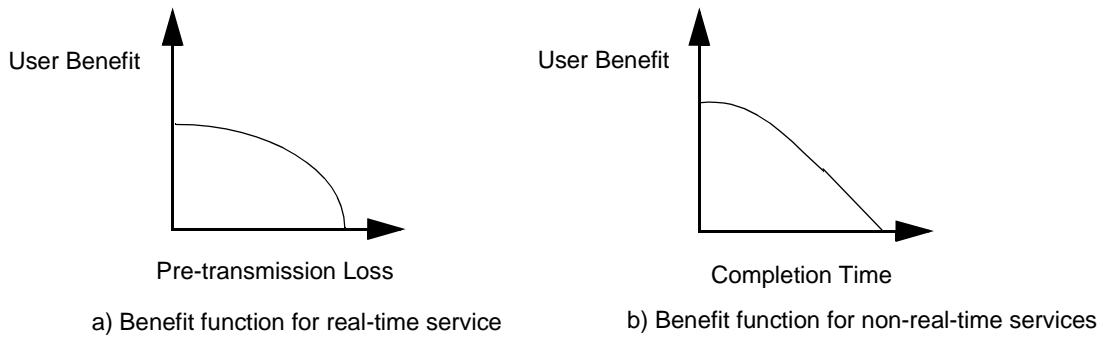 User Benefit
Pre-transmission Loss
a) Benefit function for real-time service
User Benefit
Completion Time
b) Benefit function for non-real-time services